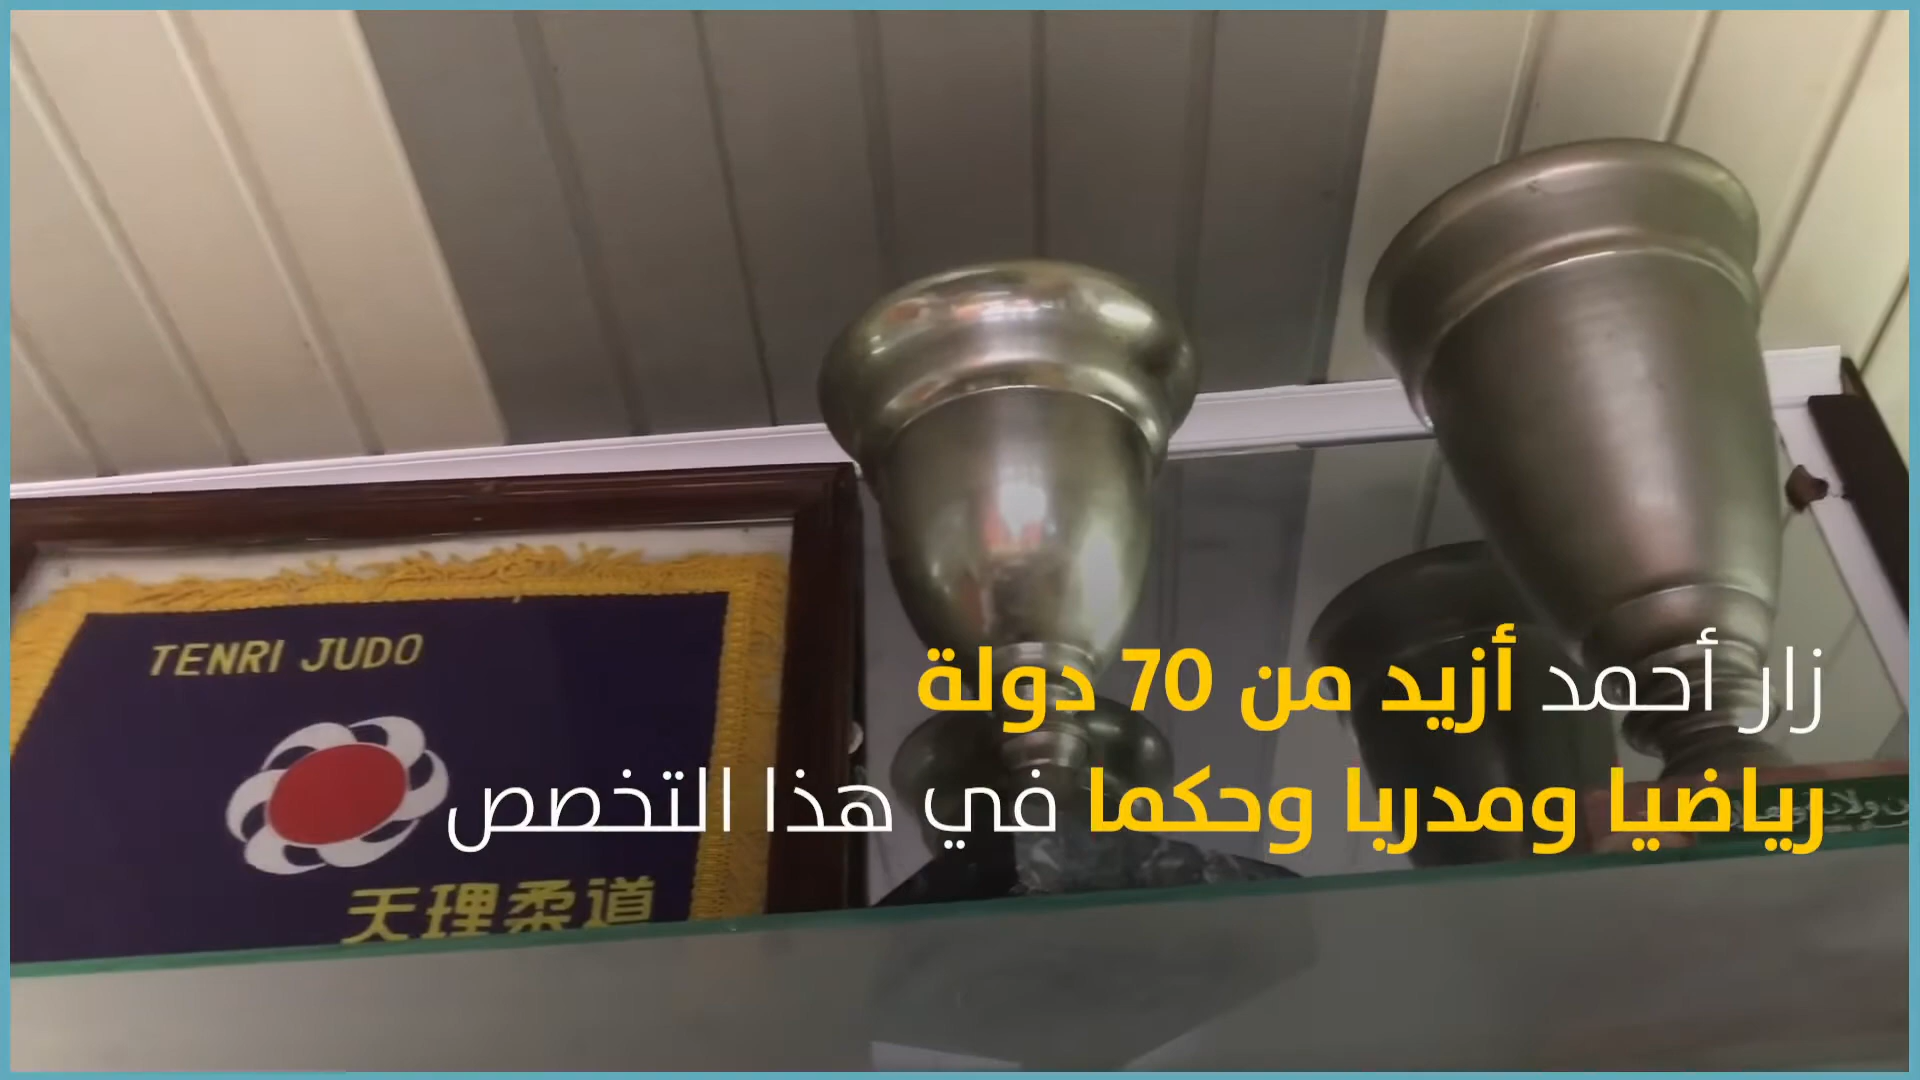 TENRI JUDO
زار أحمد أزيد من 70 دولة
رياضيا ومدربا وحكما في هذا التخصص
天理柔道